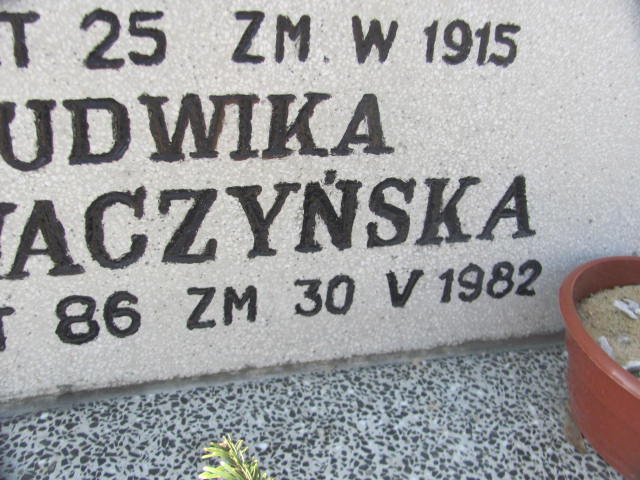 T 25 ZM. W 1915
UDWIKA
ACZYŃSKA
T 86 ZM 30 V 1982